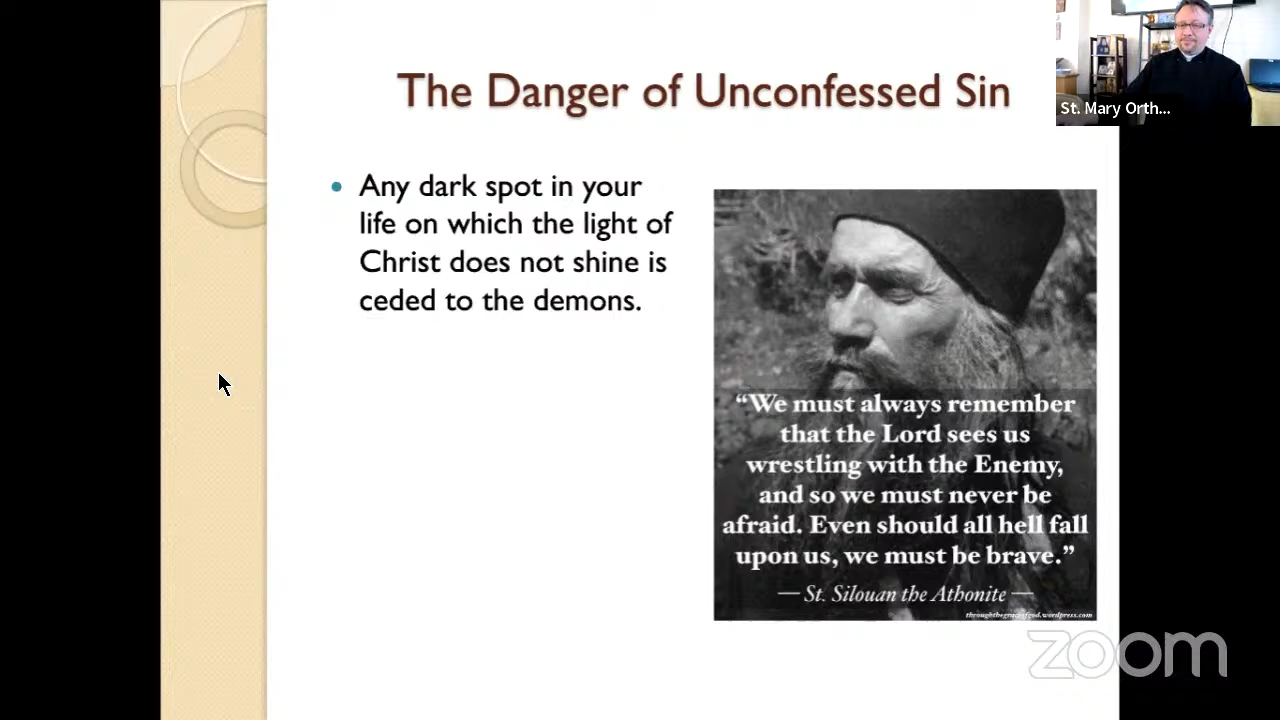 The Danger of Unconfessed Sin
St. Mary Orth...
Any dark spot in your
life on which the light of
Christ does not shine is
ceded to the demons.
“We must always remember
that the Lord sees us
wrestling with the Enemy,
and so we must never be
afraid. Even should all hell fall
upon us, we must be brave.”
— St. Silouan the Athonite —
throughthegraceofgod.wordpress.com
zoom